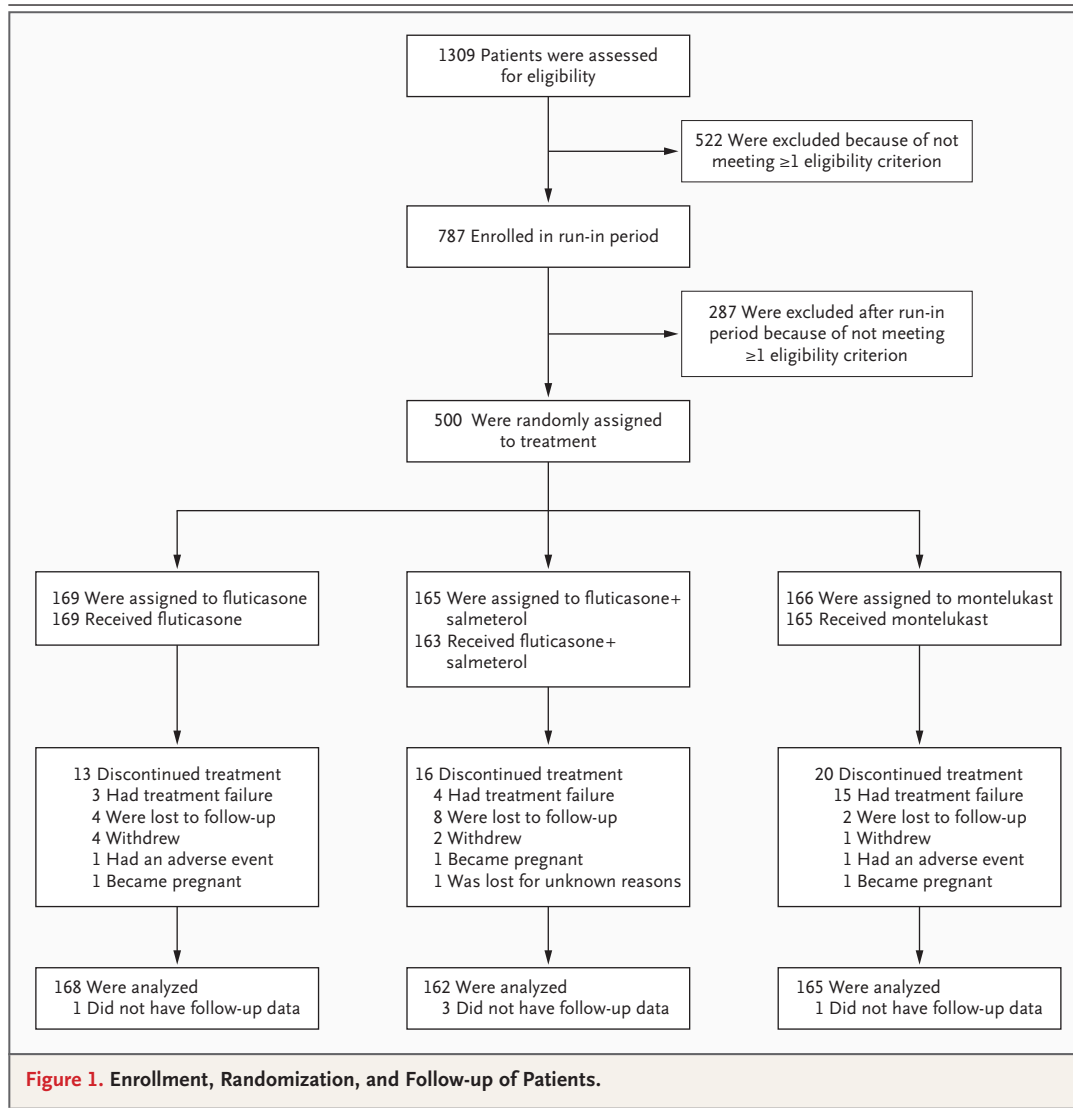 1309 Patients were assessed
for eligibility
522 Were excluded because of not
meeting ≥1 eligibility criterion
787 Enrolled in run-in period
287 Were excluded after run-in
period because of not meeting
≥1 eligibility criterion
500 Were randomly assigned
to treatment
169 Were assigned to fluticasone
169 Received fluticasone
165 Were assigned to fluticasone+
salmeterol
163 Received fluticasone+
salmeterol
166 Were assigned to montelukast
165 Received montelukast
13 Discontinued treatment
3 Had treatment failure
4 Were lost to follow-up
4 Withdrew
1 Had an adverse event
1 Became pregnant
16 Discontinued treatment
4 Had treatment failure
8 Were lost to follow-up
2 Withdrew
1 Became pregnant
1 Was lost for unknown reasons
20 Discontinued treatment
15 Had treatment failure
2 Were lost to follow-up
1 Withdrew
1 Had an adverse event
1 Became pregnant
168 Were analyzed
1 Did not have follow-up data
162 Were analyzed
3 Did not have follow-up data
165 Were analyzed
1 Did not have follow-up data
Figure 1. Enrollment, Randomization, and Follow-up of Patients.